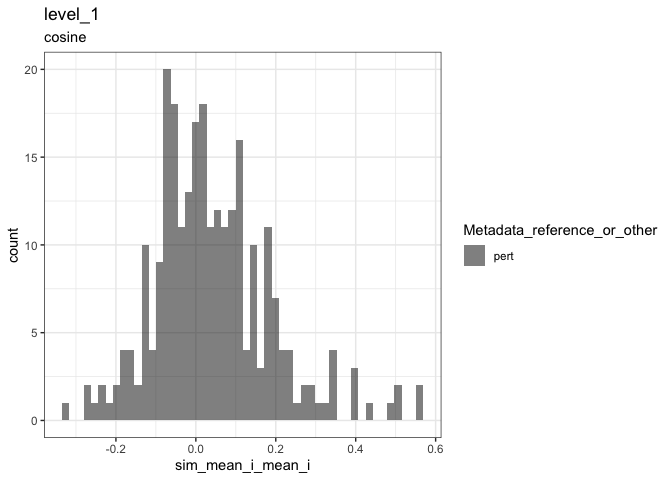 level_1
cosine
20
15
10
5
0
count
-0.2
0.0
0.2
0.4
0.6
sim_mean_i_mean_i
Metadata_reference_or_other
pert